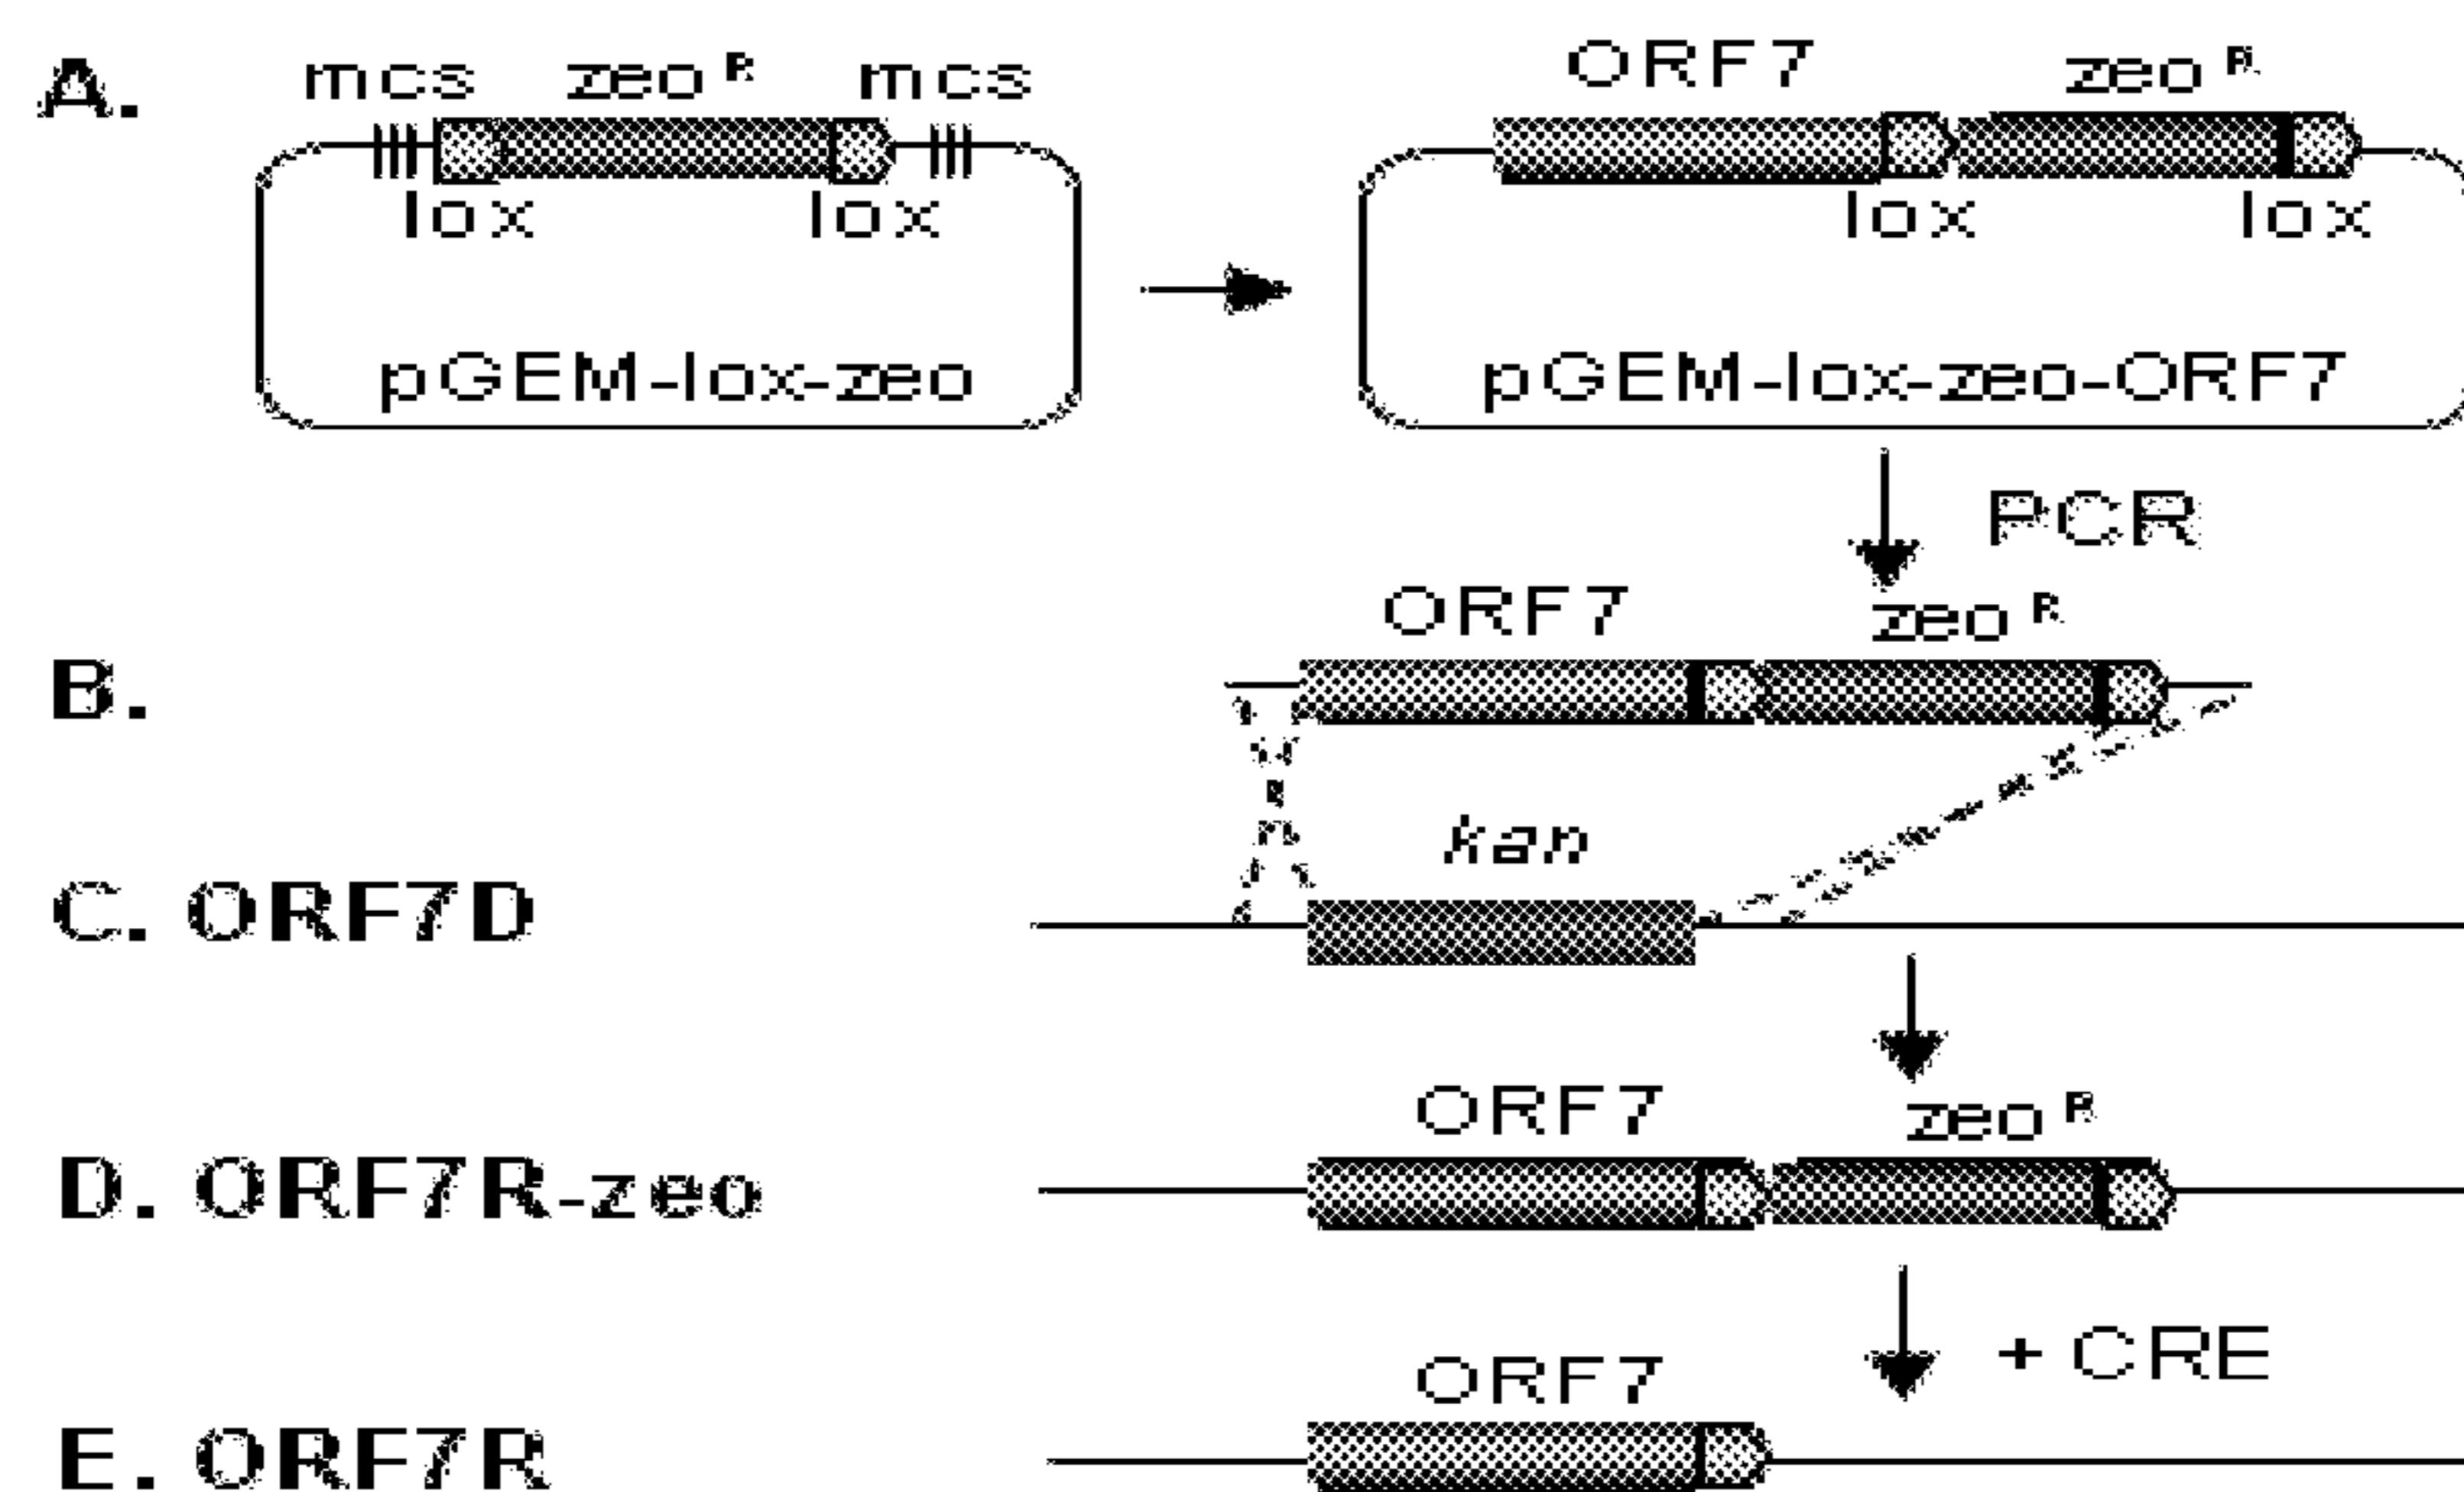 A.
mcs zeo R mcs
lox lox
pGEM-lox-zeo
ORF7 zeo R
lox lox
pGEM-lox-zeo-ORF7
PCR
B.
ORF7 zeo R
C. ORF7D
kan
D. ORF7R-zeo
ORF7 zeo R
+ CRE
E. ORF7R
ORF7